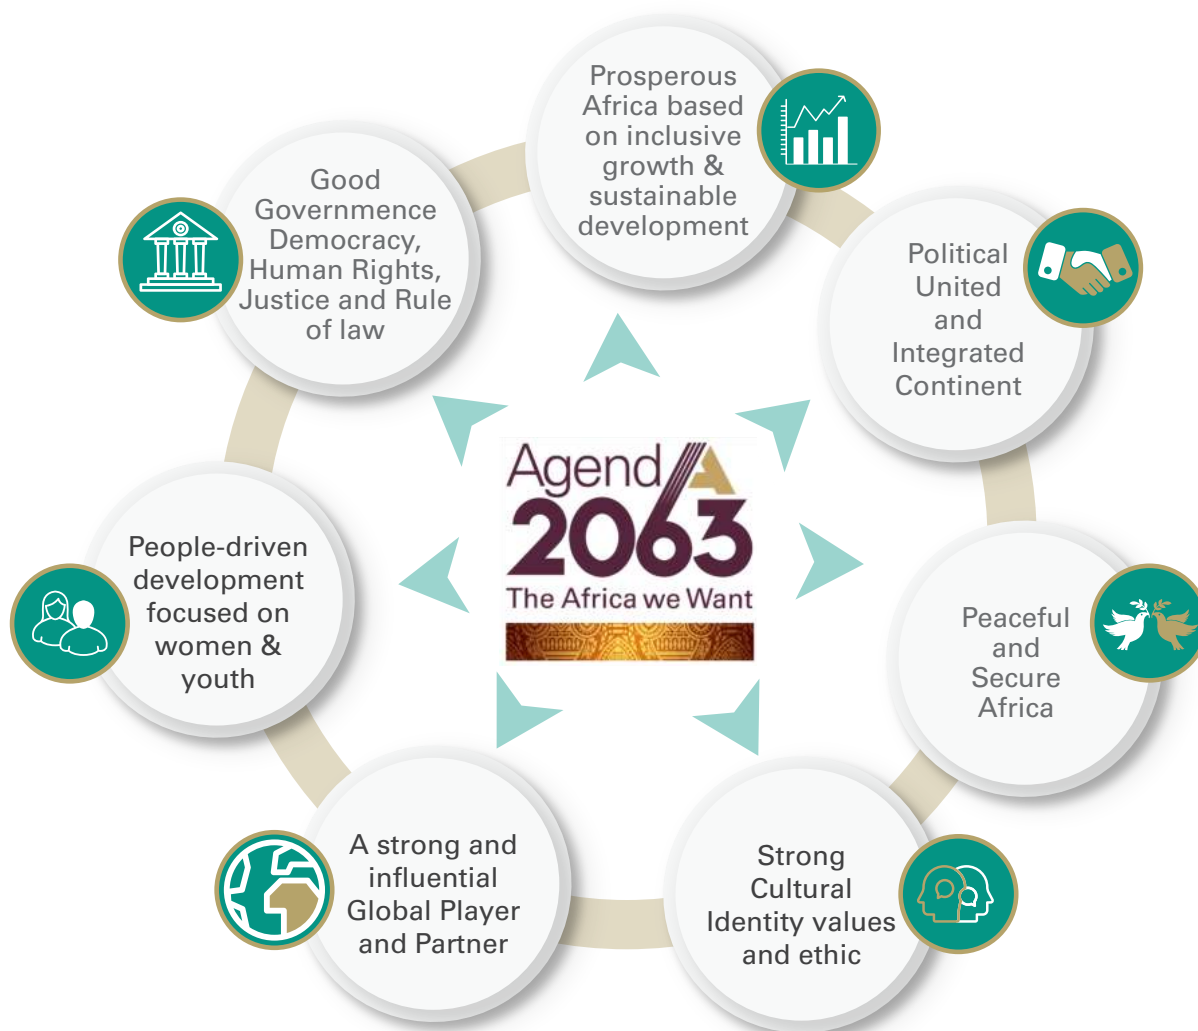 Prosperous
Africa based
on inclusive
growth &
sustainable
development
Political
United
and
Integrated
Continent
Peaceful
and
Secure
Africa
Strong
Cultural
Identity values
and ethic
A strong and
influential
Global Player
and Partner
People-driven
development
focused on
women &
youth
Good
Governmence
Democracy,
Human Rights,
Justice and Rule
of law
AgendA
2063
The Africa we Want